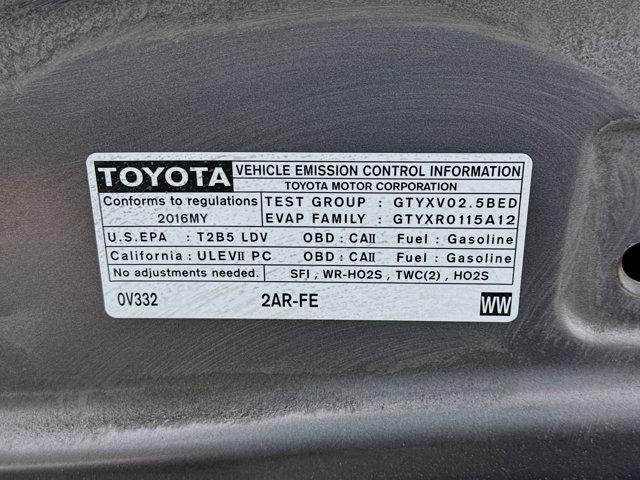 TOYOTA VEHICLE EMISSION CONTROL INFORMATION
TOYOTA MOTOR CORPORATION
Conforms to regulations TEST GROUP : GTYXV02.5BED
2016MY EVAP FAMILY : GTYXR0115A12
U.S.EPA : T2B5 LDV OBD : CAII Fuel : Gasoline
California : ULEVII PC OBD : CAII Fuel : Gasoline
No adjustments needed. SFI , WR-HO2S , TWC(2) , HO2S
0V332 2AR-FE WW